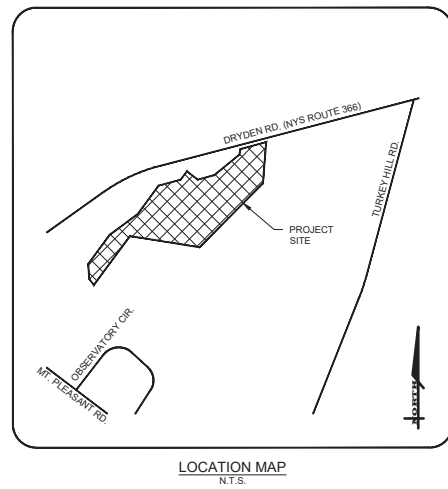 DRYDEN RD. (NYS ROUTE 366)
TURKEY HILL RD.
PROJECT
SITE
OBSERVATORY CIR.
MT. PLEASANT RD.
NORTH
LOCATION MAP
N.T.S.